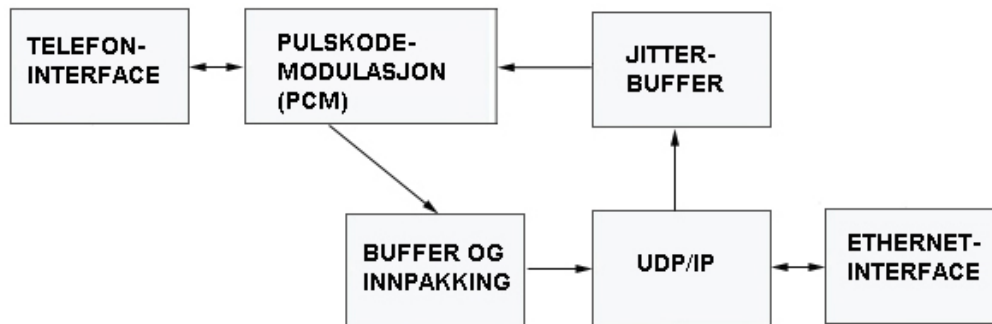 TELEFON-
INTERFACE
PULSKODE-
MODULASJON
(PCM)
JITTER-
BUFFER
BUFFER OG
INNPAKKING
UDP/IP
ETHERNET-
INTERFACE